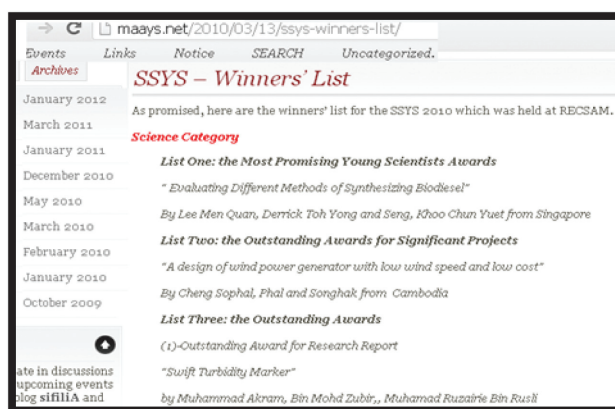 maays.net/2010/03/13/ssys-winners-list/
Events Links Notice SEARCH Uncategorized.
Archives
January 2012
March 2011
January 2011
December 2010
May 2010
March 2010
February 2010
January 2010
October 2009
ate in discussions
upcoming events
blog sifiliA and
SSYS – Winners' List
As promised, here are the winners' list for the SSYS 2010 which was held at RECSAM.
Science Category
List One: the Most Promising Young Scientists Awards
" Evaluating Different Methods of Synthesizing Biodiesel"
By Lee Men Quan, Derrick Toh Yong and Seng, Khoo Chun Yuet from Singapore
List Two: the Outstanding Awards for Significant Projects
"A design of wind power generator with low wind speed and low cost"
By Cheng Sophal, Phal and Songhak from Cambodia
List Three: the Outstanding Awards
(1)-Outstanding Award for Research Report
"Swift Turbidity Marker"
by Muhammad Akram, Bin Mohd Zubir,, Muhamad Ruzairie Bin Rusli